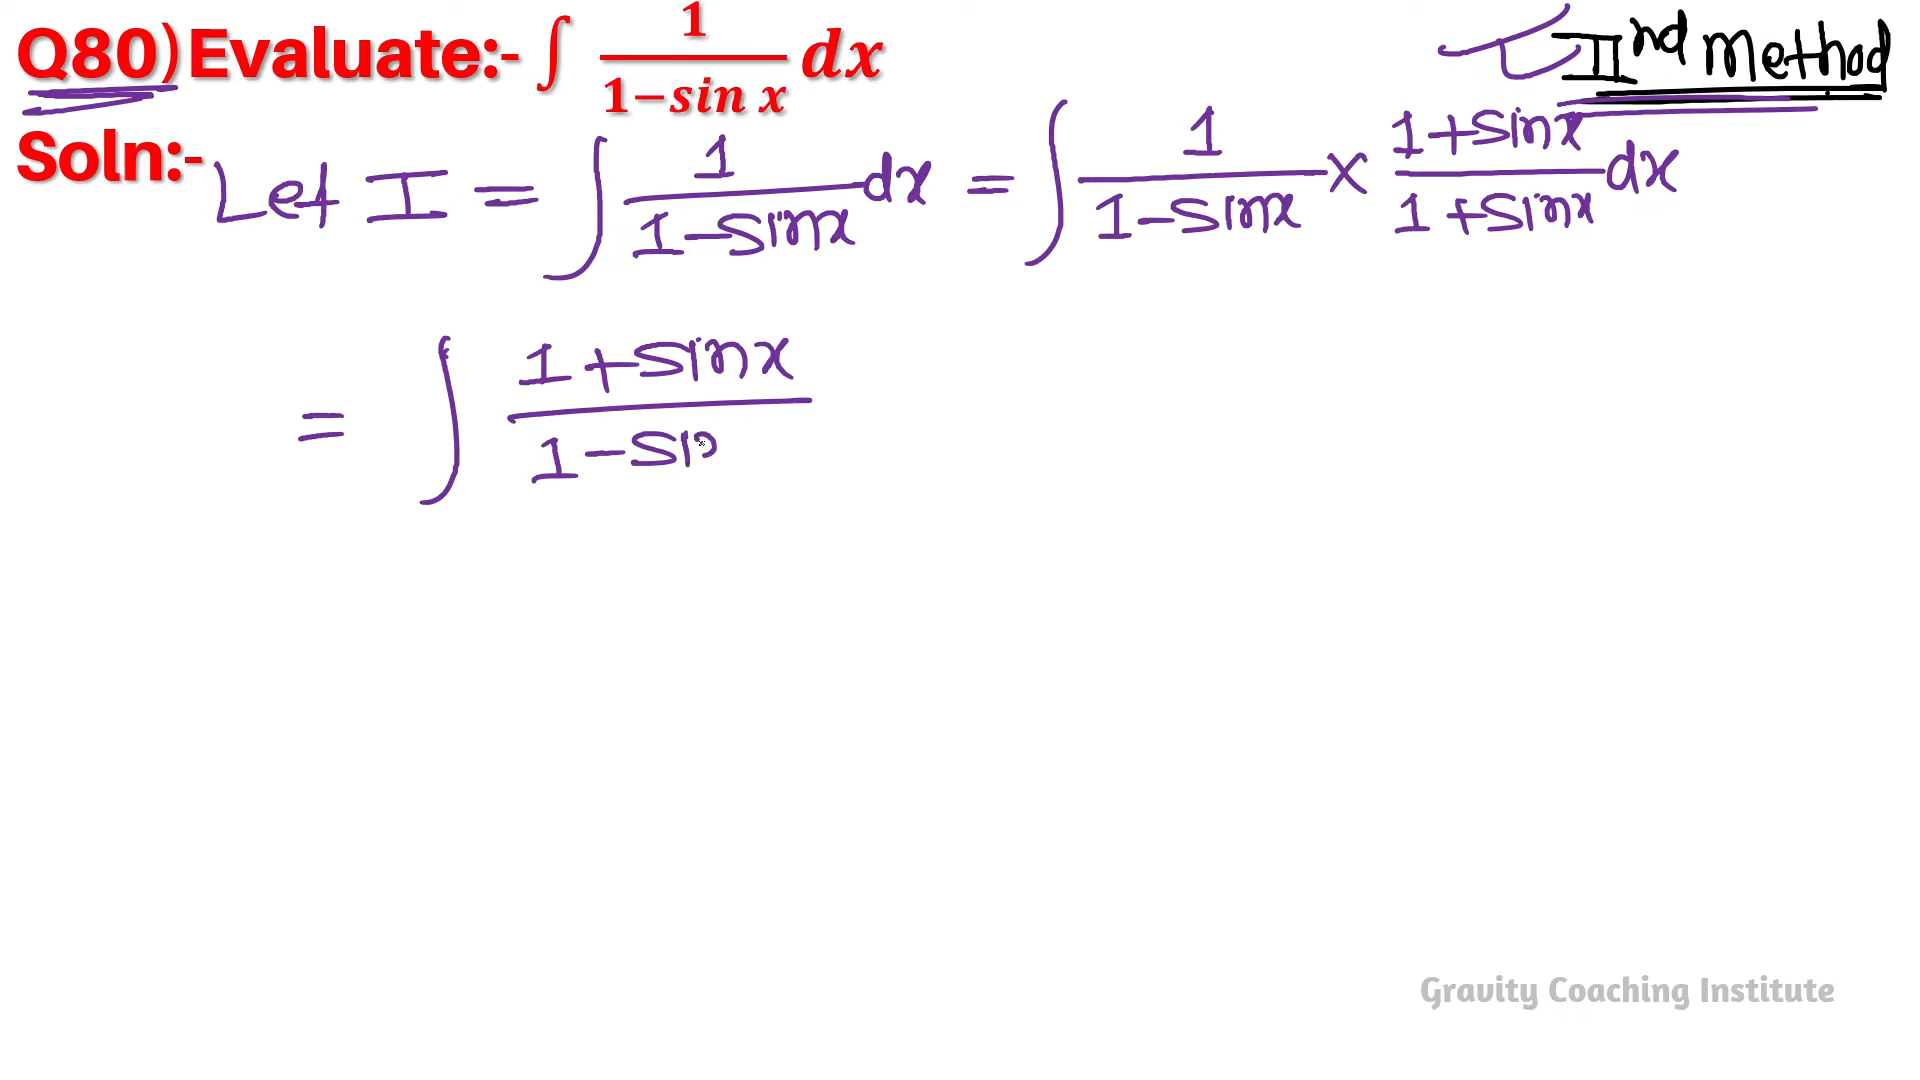 Q80) Evaluate:- ∫ 1/(1-sin x) dx
IInd Method
Soln:- Let I = ∫ 1/(1-Sinx) dx = ∫ 1/(1-Sinx) × (1+Sinx)/(1+Sinx) dx
= ∫ (1+Sinx)/(1-
Gravity Coaching Institute